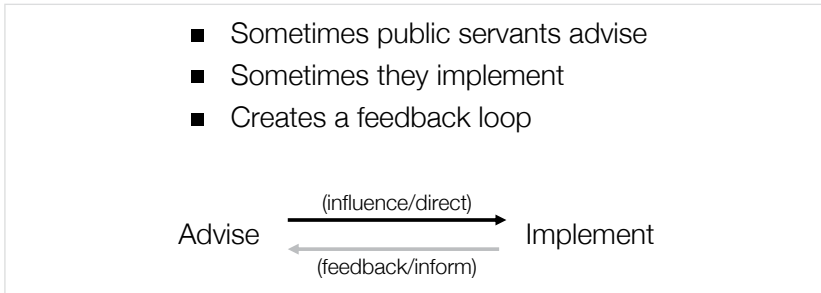 ■ Sometimes public servants advise
■ Sometimes they implement
■ Creates a feedback loop
(influence/direct)
Advise Implement
(feedback/inform)